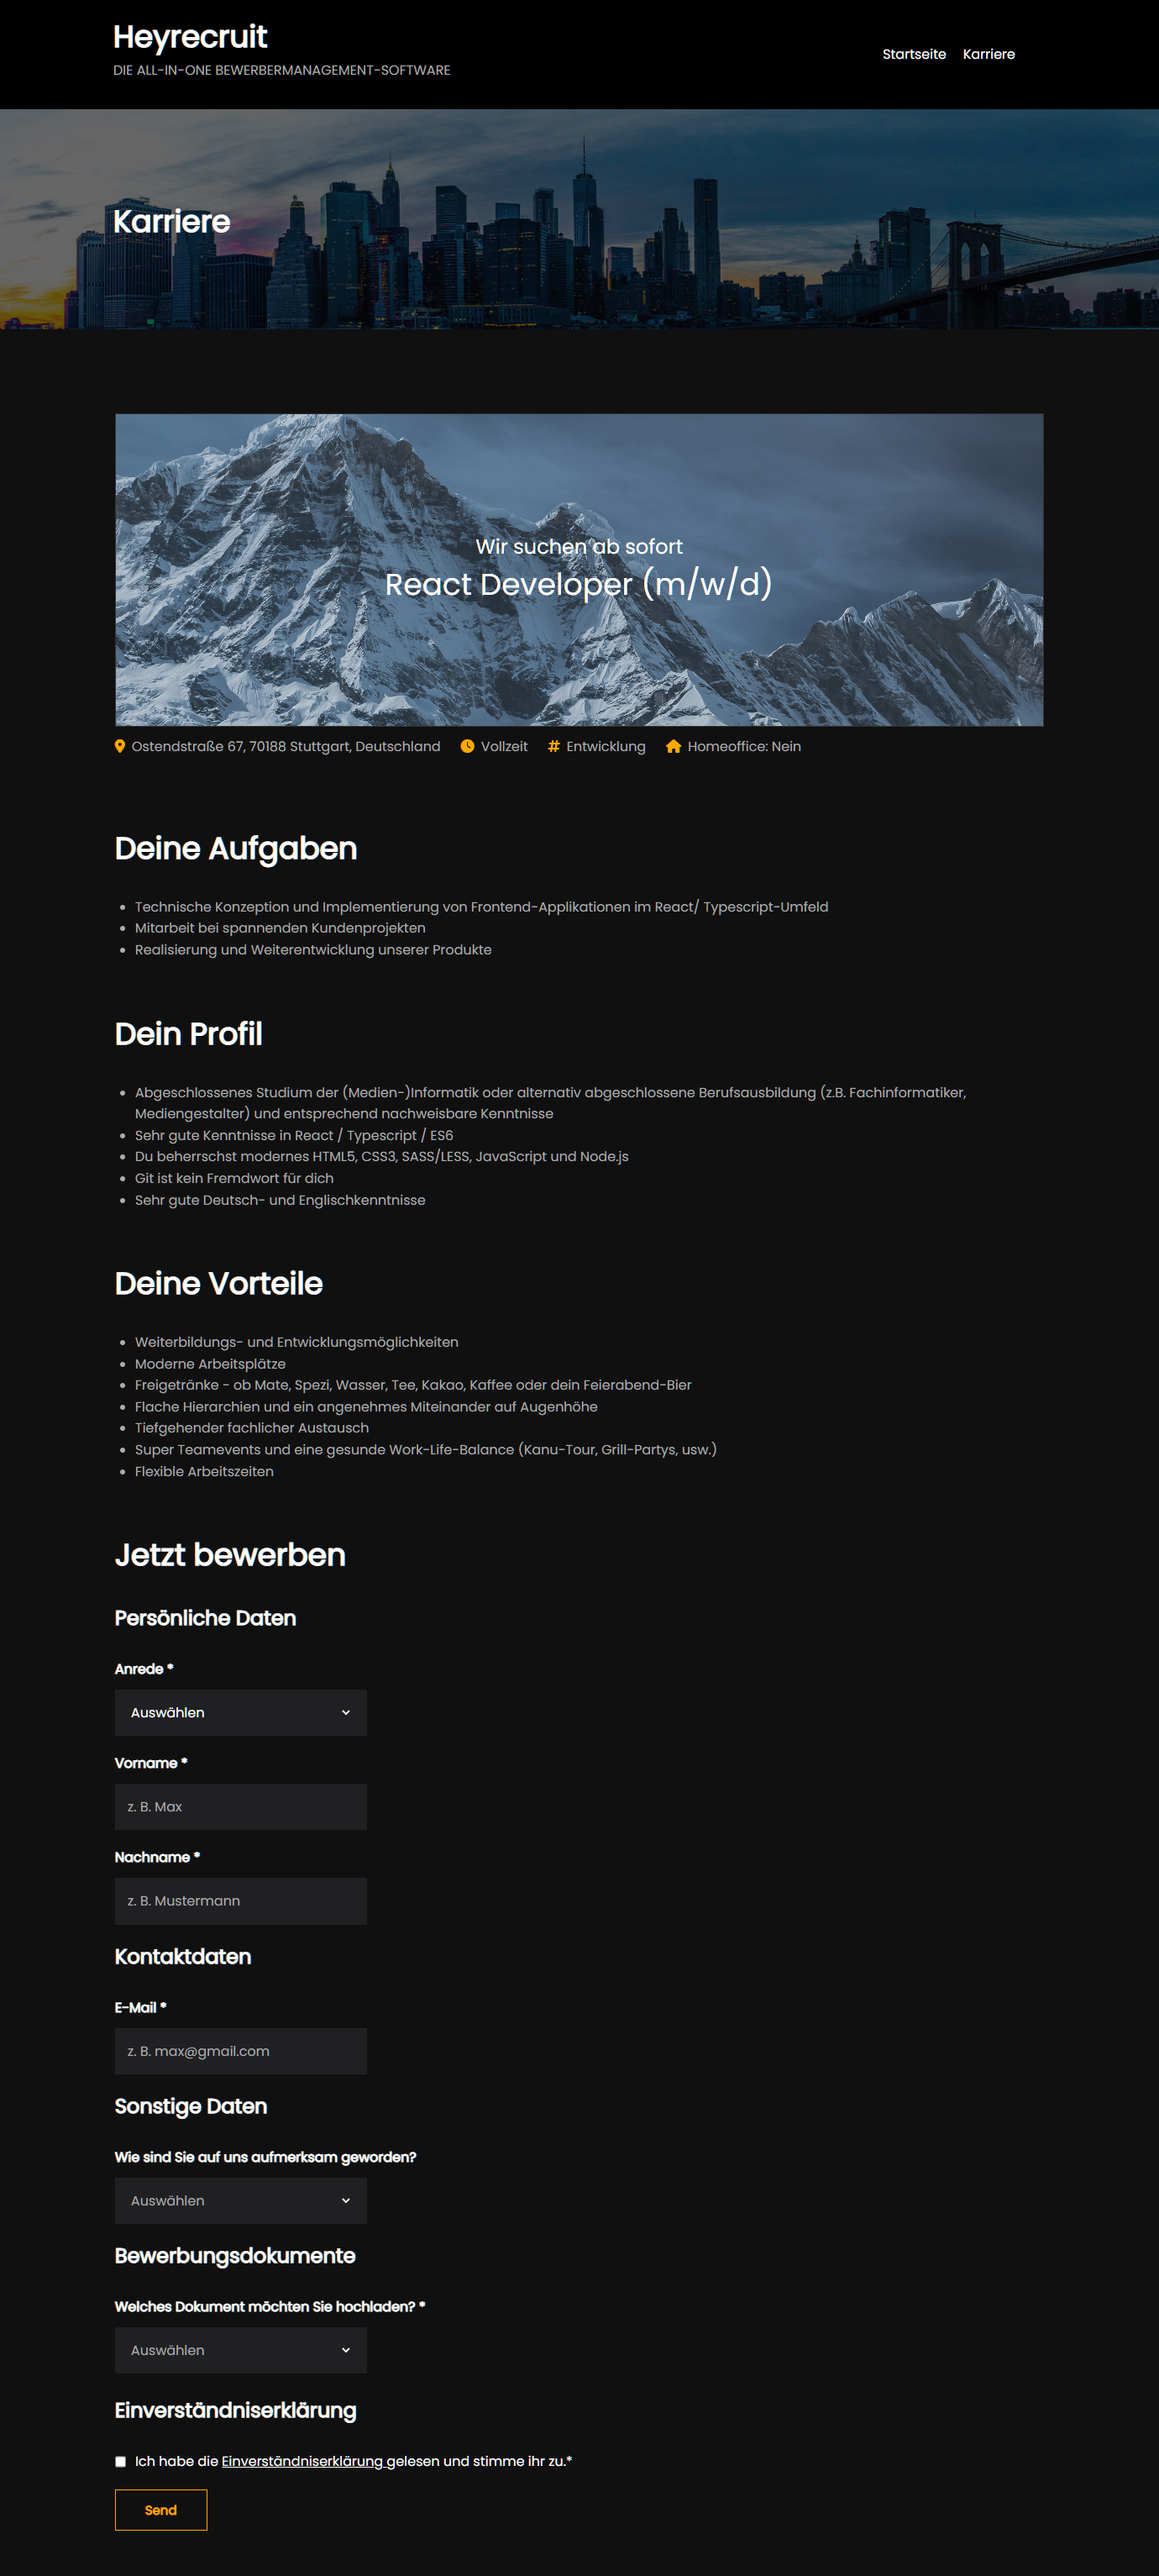 Heyrecruit
DIE ALL-IN-ONE BEWERBERMANAGEMENT-SOFTWARE
Startseite Karriere
Karriere
Wir suchen ab sofort
React Developer (m/w/d)
Ostendstraße 67, 70188 Stuttgart, Deutschland Vollzeit Entwicklung Homeoffice: Nein
Deine Aufgaben
Technische Konzeption und Implementierung von Frontend-Applikationen im React/ Typescript-Umfeld
Mitarbeit bei spannenden Kundenprojekten
Realisierung und Weiterentwicklung unserer Produkte
Dein Profil
Abgeschlossenes Studium der (Medien-)Informatik oder alternativ abgeschlossene Berufsausbildung (z.B. Fachinformatiker,
Mediengestalter) und entsprechend nachweisbare Kenntnisse
Sehr gute Kenntnisse in React / Typescript / ES6
Du beherrschst modernes HTML5, CSS3, SASS/LESS, JavaScript und Node.js
Git ist kein Fremdwort für dich
Sehr gute Deutsch- und Englischkenntnisse
Deine Vorteile
Weiterbildungs- und Entwicklungsmöglichkeiten
Moderne Arbeitsplätze
Freigetränke - ob Mate, Spezi, Wasser, Tee, Kakao, Kaffee oder dein Feierabend-Bier
Flache Hierarchien und ein angenehmes Miteinander auf Augenhöhe
Tiefgehender fachlicher Austausch
Super Teamevents und eine gesunde Work-Life-Balance (Kanu-Tour, Grill-Partys, usw.)
Flexible Arbeitszeiten
Jetzt bewerben
Persönliche Daten
Anrede *
Auswählen
Vorname *
z. B. Max
Nachname *
z. B. Mustermann
Kontaktdaten
E-Mail *
z. B. max@gmail.com
Sonstige Daten
Wie sind Sie auf uns aufmerksam geworden?
Auswählen
Bewerbungsdokumente
Welches Dokument möchten Sie hochladen? *
Auswählen
Einverständniserklärung
Ich habe die Einverständniserklärung gelesen und stimme ihr zu.*
Send